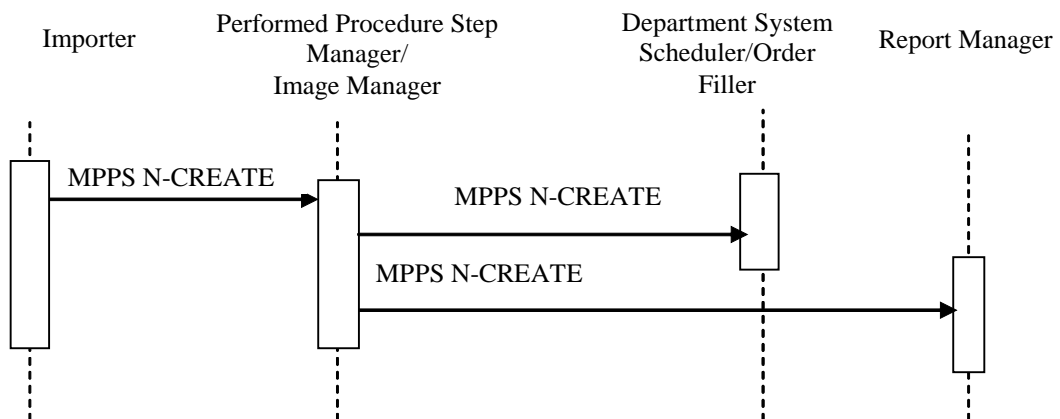 Importer
Performed Procedure Step
Manager/
Image Manager
Department System
Scheduler/Order
Filler
Report Manager
MPPS N-CREATE
MPPS N-CREATE
MPPS N-CREATE